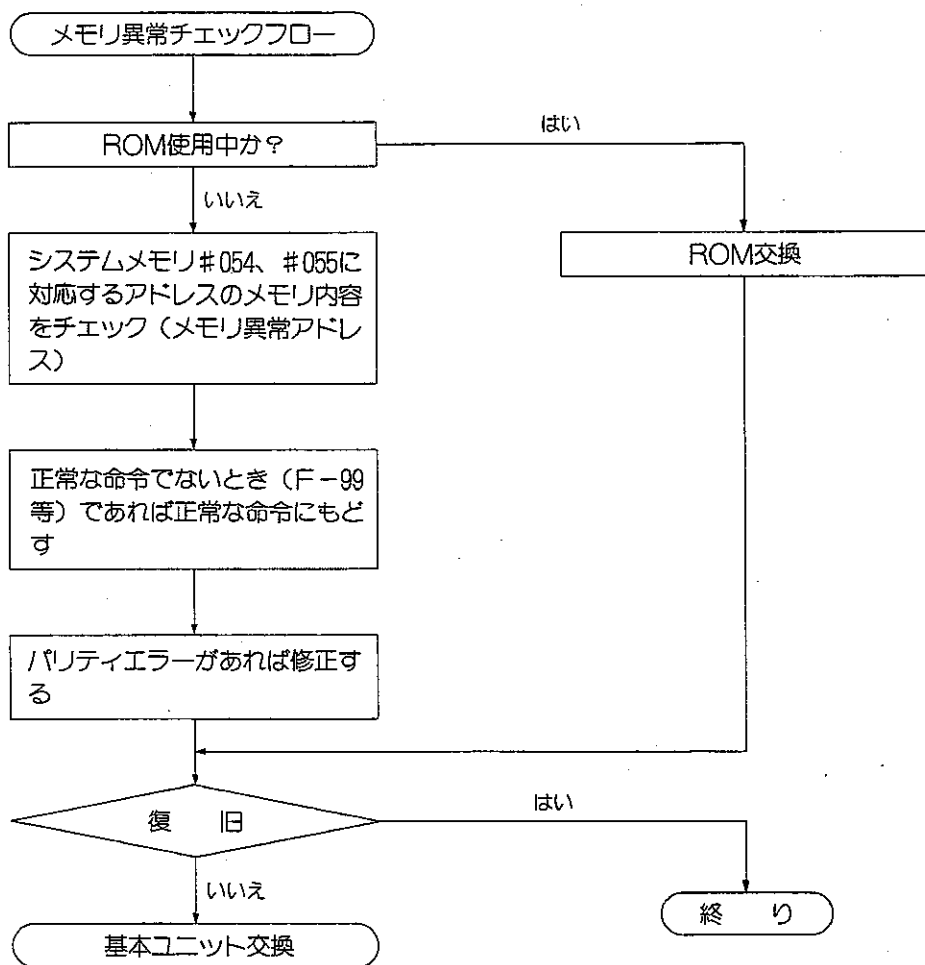 メモリ異常チェックフロー
ROM使用中か?
はい
いいえ
システムメモリ#054、#055に
対応するアドレスのメモリ内容
をチェック(メモリ異常アドレ
ス)
ROM交換
正常な命令でないとき(F-99
等)であれば正常な命令にもど
す
パリティエラーがあれば修正す
る
復 旧
はい
いいえ
終 り
基本ユニット交換